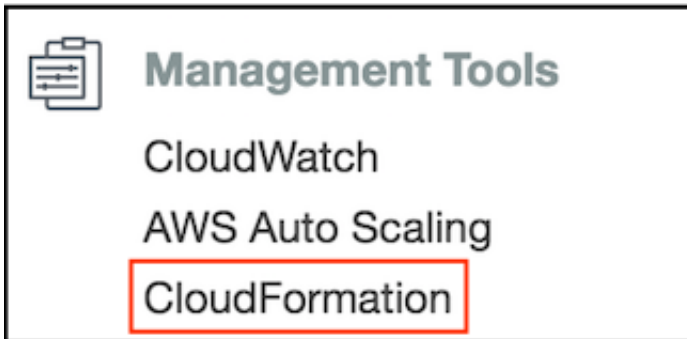 Management Tools
CloudWatch
AWS Auto Scaling
CloudFormation